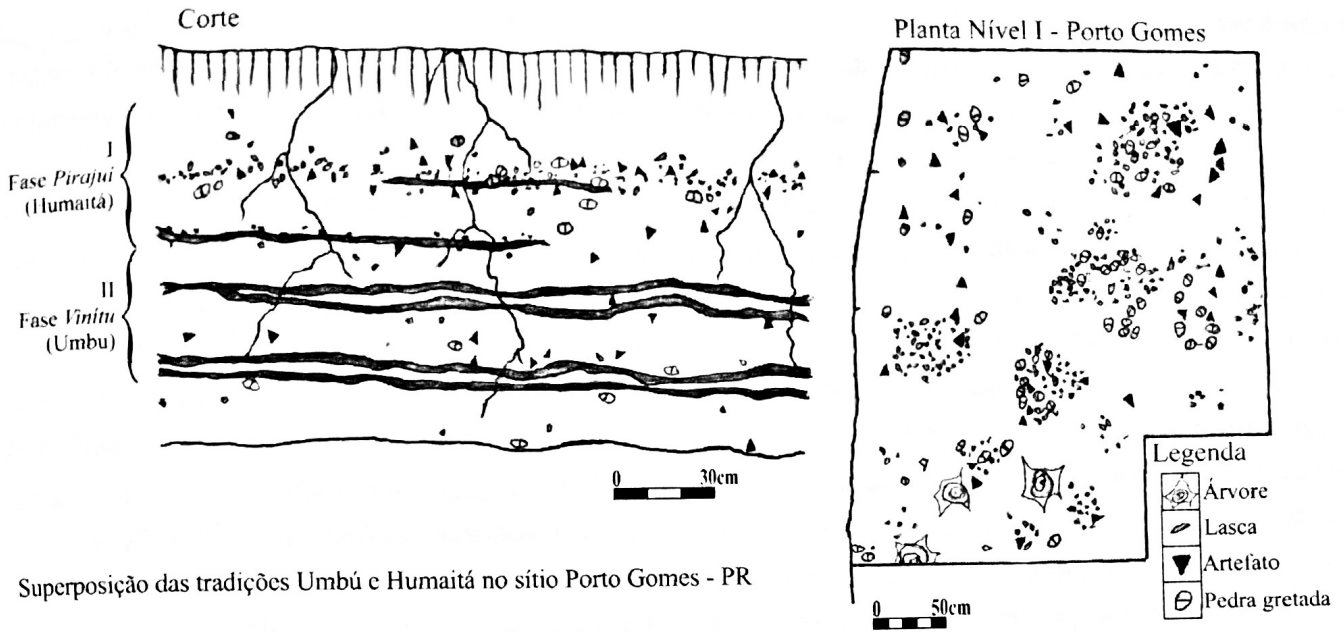 Corte
I
Fase Pirajuí
(Humaitá)
II
Fase Vinítu
(Umbu)
0 30cm
Superposição das tradições Umbú e Humaitá no sítio Porto Gomes - PR
Planta Nível I - Porto Gomes
Legenda
Árvore
Lasca
Artefato
Pedra gretada
0 50cm